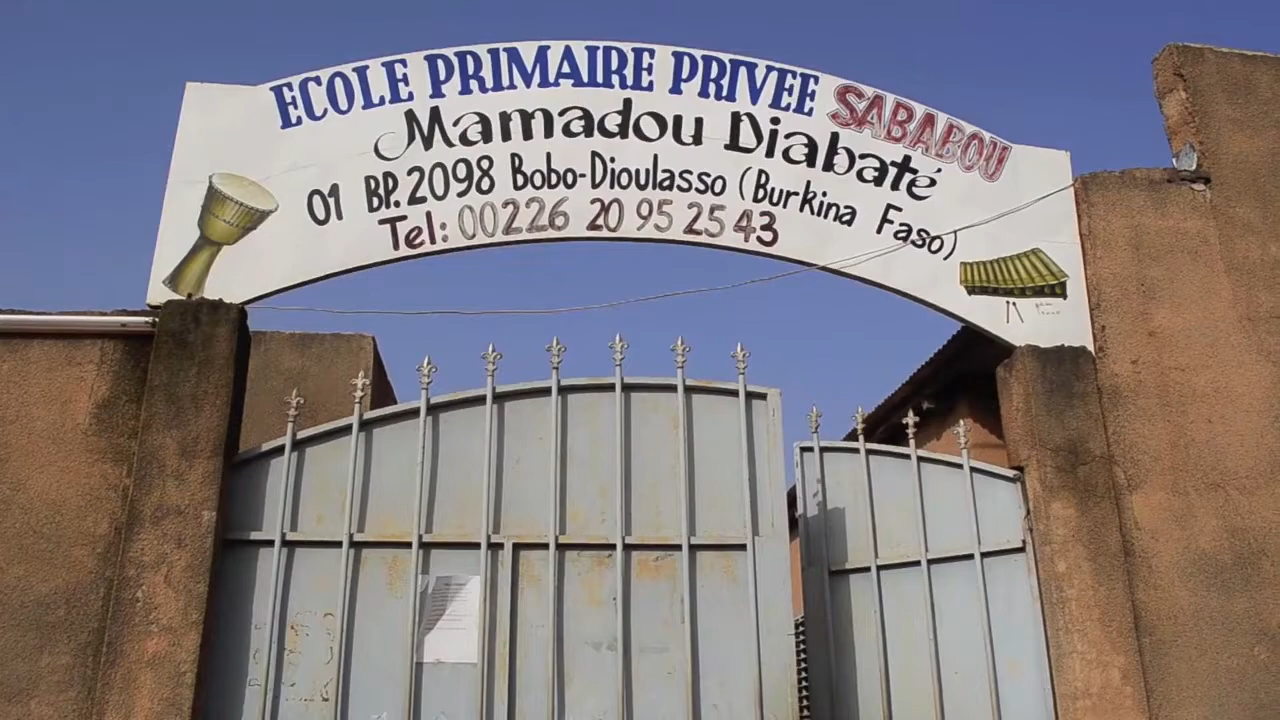 ECOLE PRIMAIRE PRIVEE SABABOU
Mamadou Diabaté
01 BP. 2098 Bobo-Dioulasso (Burkina Faso)
Tel: 00226 20 95 25 43